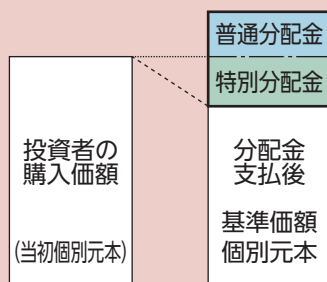 普通分配金
特別分配金
投資者の
購入価額
(当初個別元本)
分配金
支払後
基準価額
個別元本